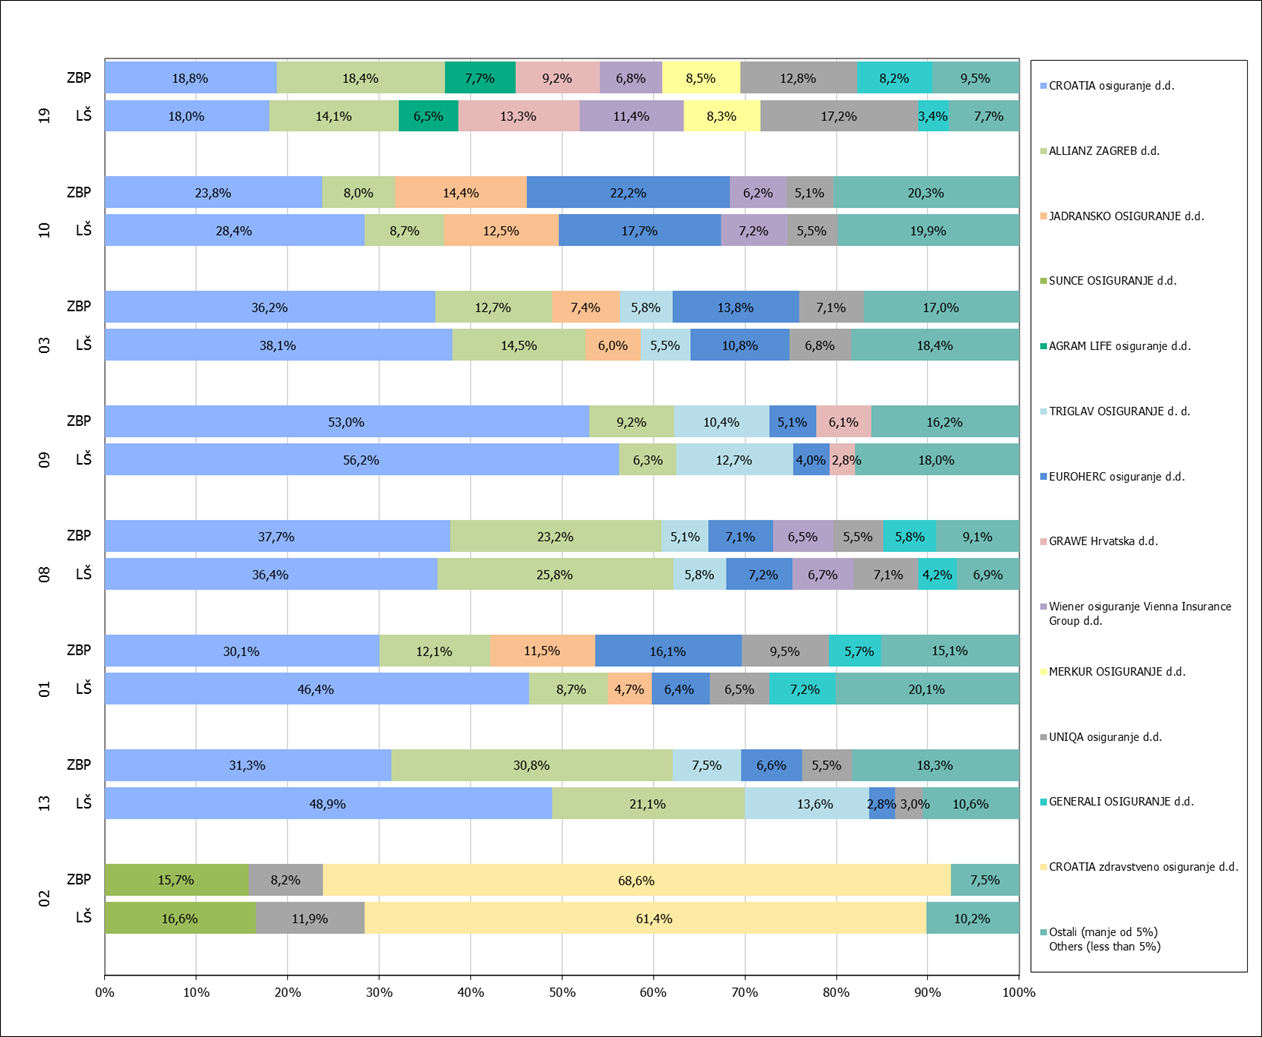 19
ZBP 18,8% 18,4% 7,7% 9,2% 6,8% 8,5% 12,8% 8,2% 9,5%
LŠ 18,0% 14,1% 6,5% 13,3% 11,4% 8,3% 17,2% 3,4% 7,7%
10
ZBP 23,8% 8,0% 14,4% 22,2% 6,2% 5,1% 20,3%
LŠ 28,4% 8,7% 12,5% 17,7% 7,2% 5,5% 19,9%
03
ZBP 36,2% 12,7% 7,4% 5,8% 13,8% 7,1% 17,0%
LŠ 38,1% 14,5% 6,0% 5,5% 10,8% 6,8% 18,4%
09
ZBP 53,0% 9,2% 10,4% 5,1% 6,1% 16,2%
LŠ 56,2% 6,3% 12,7% 4,0% 2,8% 18,0%
08
ZBP 37,7% 23,2% 5,1% 7,1% 6,5% 5,5% 5,8% 9,1%
LŠ 36,4% 25,8% 5,8% 7,2% 6,7% 7,1% 4,2% 6,9%
01
ZBP 30,1% 12,1% 11,5% 16,1% 9,5% 5,7% 15,1%
LŠ 46,4% 8,7% 4,7% 6,4% 6,5% 7,2% 20,1%
13
ZBP 31,3% 30,8% 7,5% 6,6% 5,5% 18,3%
LŠ 48,9% 21,1% 13,6% 2,8% 3,0% 10,6%
02
ZBP 15,7% 8,2% 68,6% 7,5%
LŠ 16,6% 11,9% 61,4% 10,2%
0% 10% 20% 30% 40% 50% 60% 70% 80% 90% 100%
CROATIA osiguranje d.d.
ALLIANZ ZAGREB d.d.
JADRANSKO OSIGURANJE d.d.
SUNCE OSIGURANJE d.d.
AGRAM LIFE osiguranje d.d.
TRIGLAV OSIGURANJE d. d.
EUROHERC osiguranje d.d.
GRAWE Hrvatska d.d.
Wiener osiguranje Vienna Insurance
Group d.d.
MERKUR OSIGURANJE d.d.
UNIQA osiguranje d.d.
GENERALI OSIGURANJE d.d.
CROATIA zdravstveno osiguranje d.d.
Ostali (manje od 5%)
Others (less than 5%)